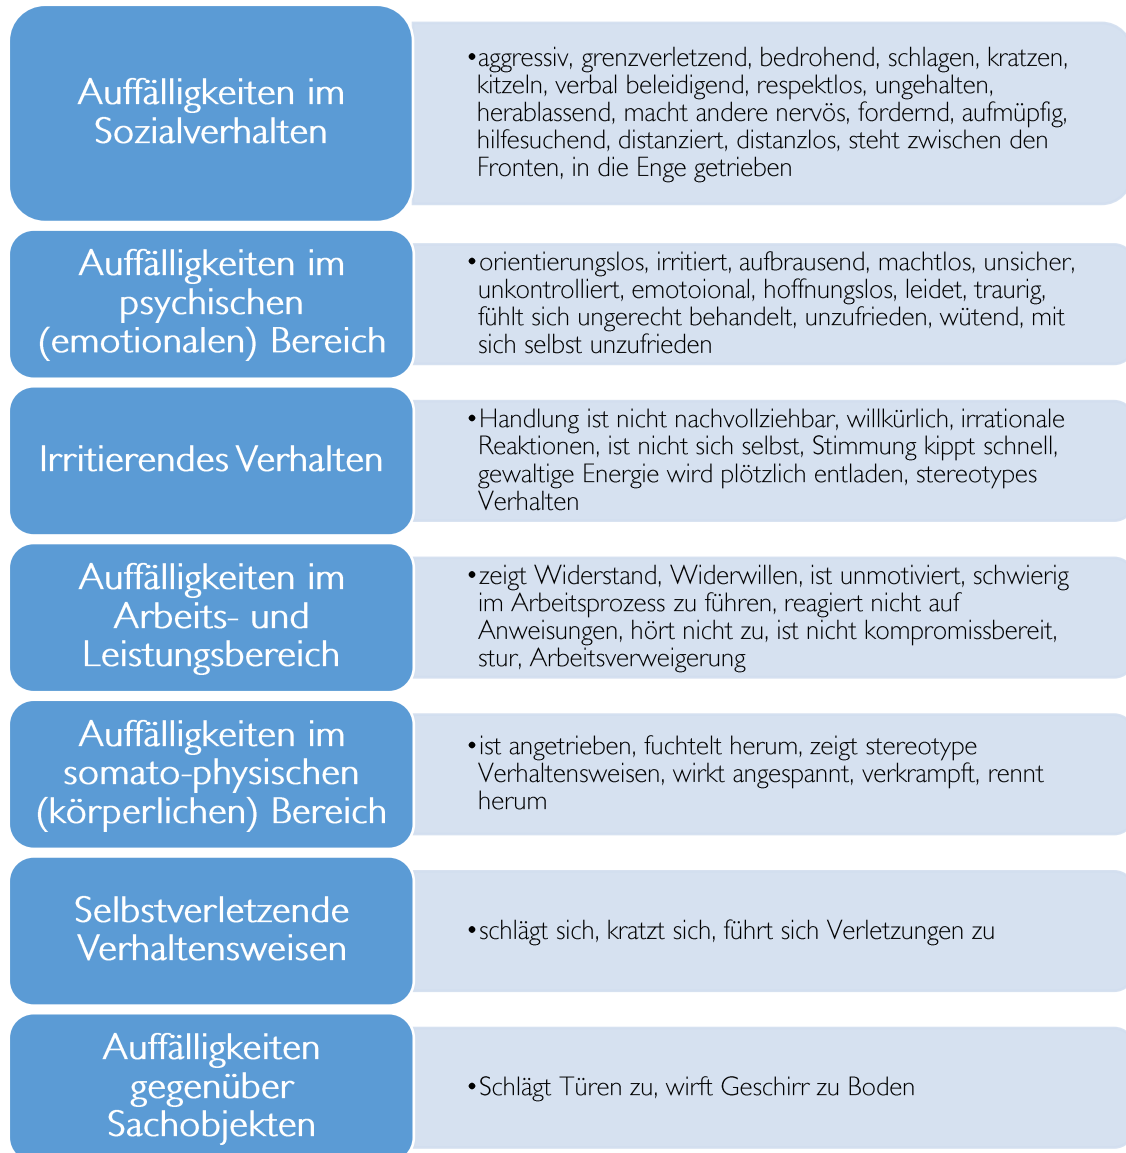 Auffälligkeiten im
Sozialverhalten
•aggressiv, grenzverletzend, bedrohend, schlagen, kratzen,
kitzeln, verbal beleidigend, respektlos, ungehalten,
herablassend, macht andere nervös, fordernd, aufmüpfig,
hilfesuchend, distanziert, distanzlos, steht zwischen den
Fronten, in die Enge getrieben
Auffälligkeiten im
psychischen
(emotionalen) Bereich
•orientierungslos, irritiert, aufbrausend, machtlos, unsicher,
unkontrolliert, emotoional, hoffnungslos, leidet, traurig,
fühlt sich ungerecht behandelt, unzufrieden, wütend, mit
sich selbst unzufrieden
Irritierendes Verhalten
•Handlung ist nicht nachvollziehbar, willkürlich, irrationale
Reaktionen, ist nicht sich selbst, Stimmung kippt schnell,
gewaltige Energie wird plötzlich entladen, stereotypes
Verhalten
Auffälligkeiten im
Arbeits- und
Leistungsbereich
•zeigt Widerstand, Widerwillen, ist unmotiviert, schwierig
im Arbeitsprozess zu führen, reagiert nicht auf
Anweisungen, hört nicht zu, ist nicht kompromissbereit,
stur, Arbeitsverweigerung
Auffälligkeiten im
somato-physischen
(körperlichen) Bereich
•ist angetrieben, fuchtelt herum, zeigt stereotype
Verhaltensweisen, wirkt angespannt, verkrampft, rennt
herum
Selbstverletzende
Verhaltensweisen
•schlägt sich, kratzt sich, führt sich Verletzungen zu
Auffälligkeiten
gegenüber
Sachobjekten
•Schlägt Türen zu, wirft Geschirr zu Boden